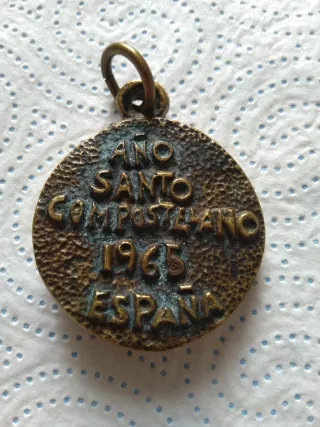 AÑO
SANTO
COMPOSTELANO
1965
ESPAÑA